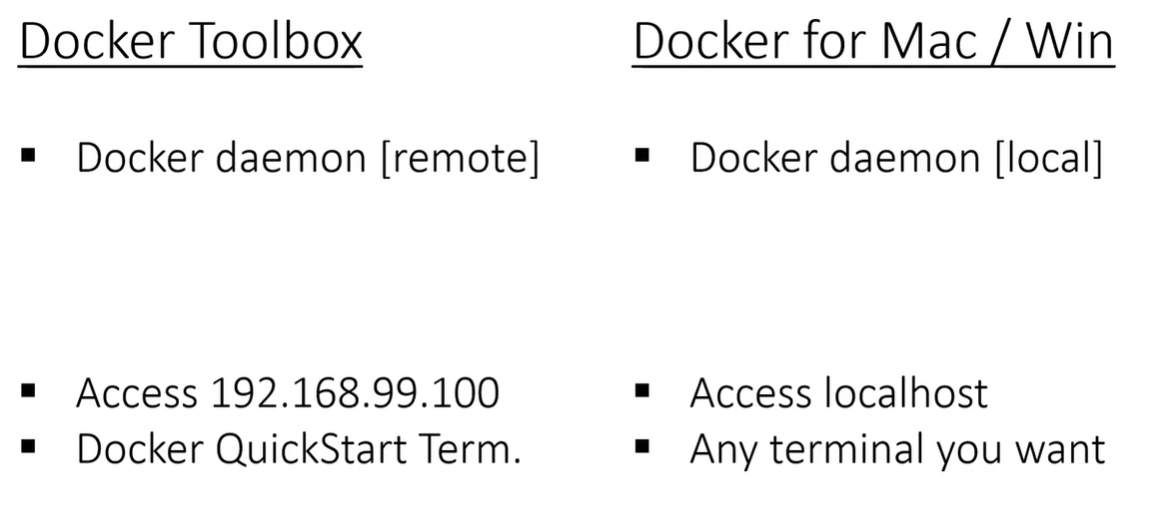 Docker Toolbox
▪ Docker daemon [remote]
▪ Access 192.168.99.100
▪ Docker QuickStart Term.
Docker for Mac / Win
▪ Docker daemon [local]
▪ Access localhost
▪ Any terminal you want